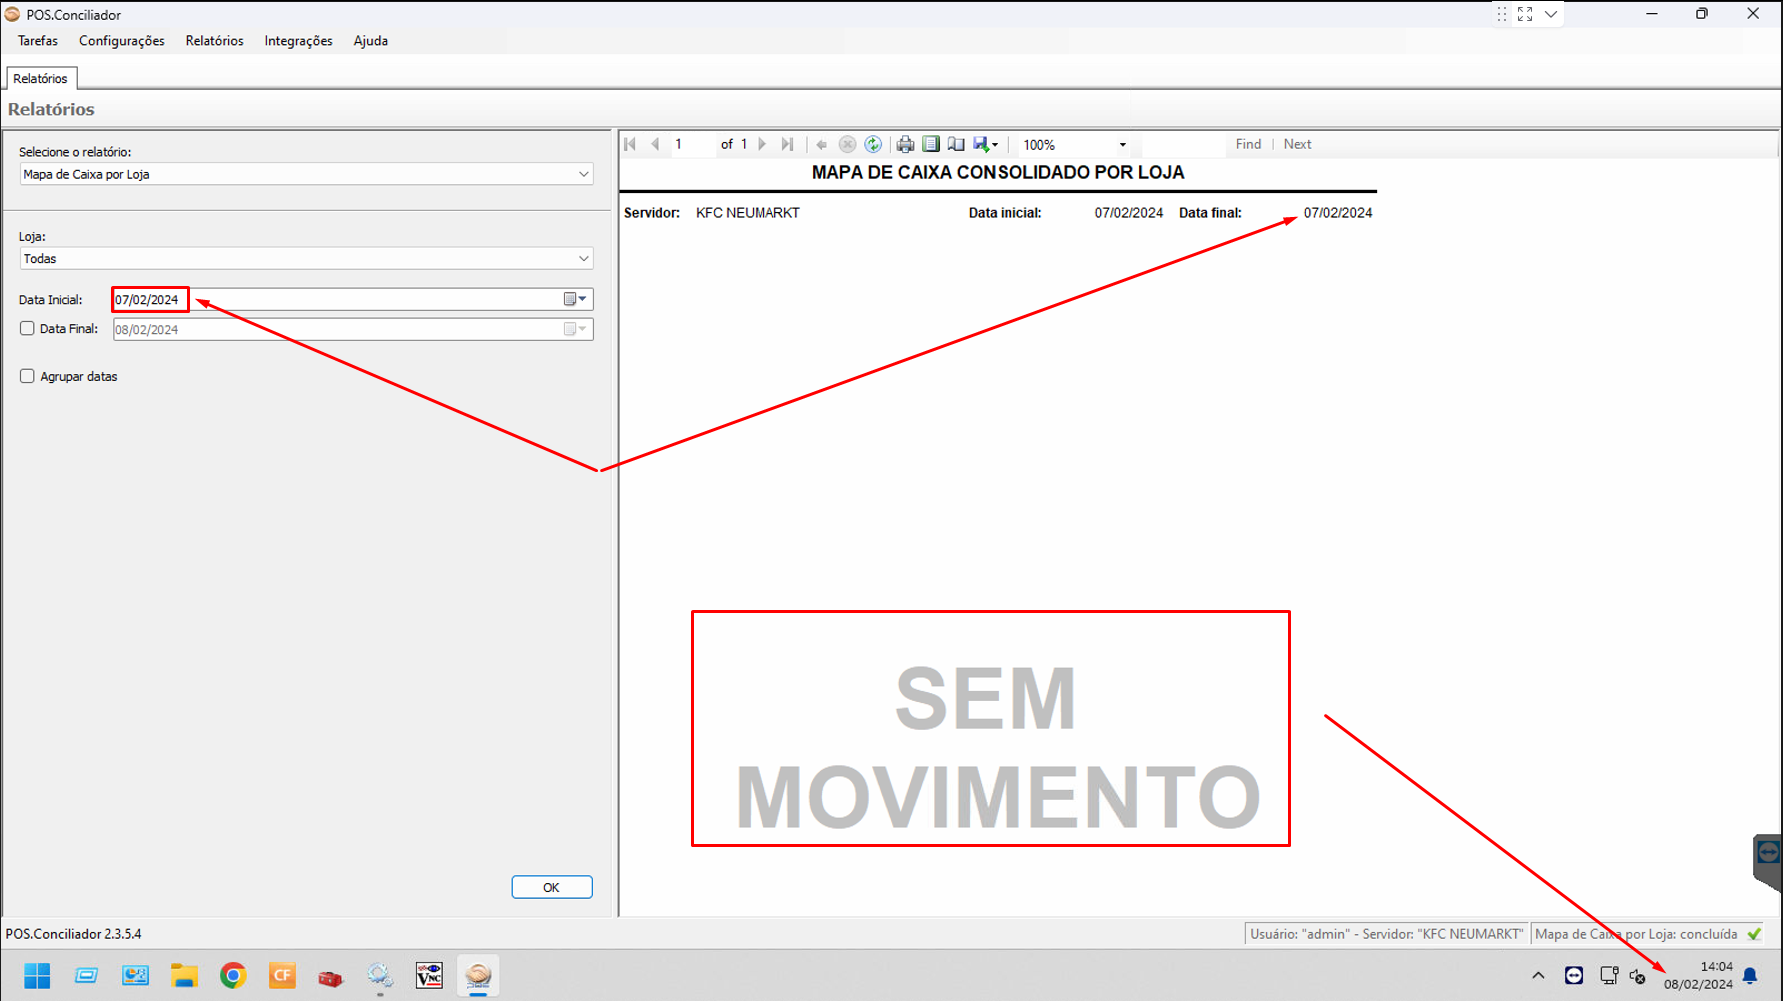 POS.Conciliador
Tarefas Configurações Relatórios Integrações Ajuda
Relatórios
Relatórios
Selecione o relatório:
Mapa de Caixa por Loja
Loja:
Todas
Data Inicial: 07/02/2024
Data Final: 08/02/2024
Agrupar datas
OK
1 of 1 100% Find | Next
MAPA DE CAIXA CONSOLIDADO POR LOJA
Servidor: KFC NEUMARKT Data inicial: 07/02/2024 Data final: 07/02/2024
SEM
MOVIMENTO
POS.Conciliador 2.3.5.4
Usuário: "admin" - Servidor: "KFC NEUMARKT" Mapa de Caixa por Loja: concluída
CF
VNC
14:04
08/02/2024